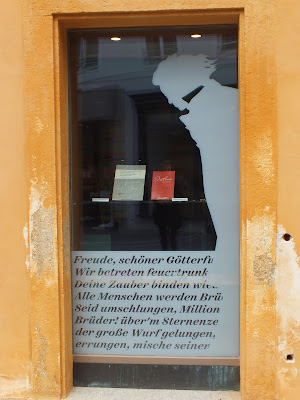 Freude, schöner Götterfu
Wir betreten feuertrunk
Deine Zauber binden wie
Alle Menschen werden Brü
Seid umschlungen, Million
Brüder! über'm Sternenze
der große Wurf gelungen,
errungen, mische seiner